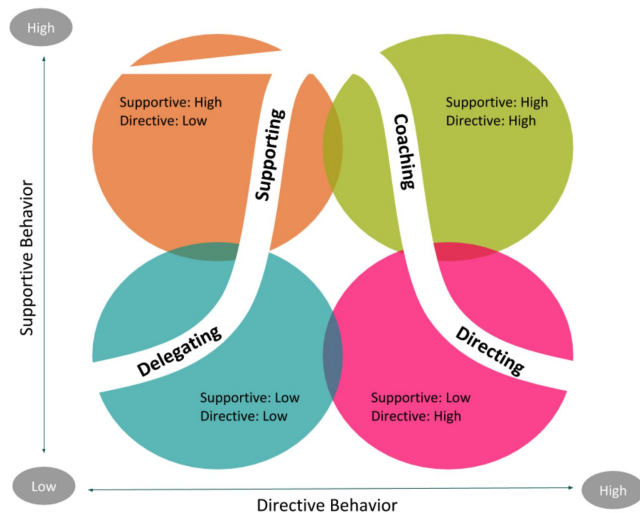 High
Supportive: High
Directive: Low
Supportive: High
Directive: High
Supporting
Coaching
Supportive Behavior
Delegating
Directing
Supportive: Low
Directive: Low
Supportive: Low
Directive: High
Low
Directive Behavior
High